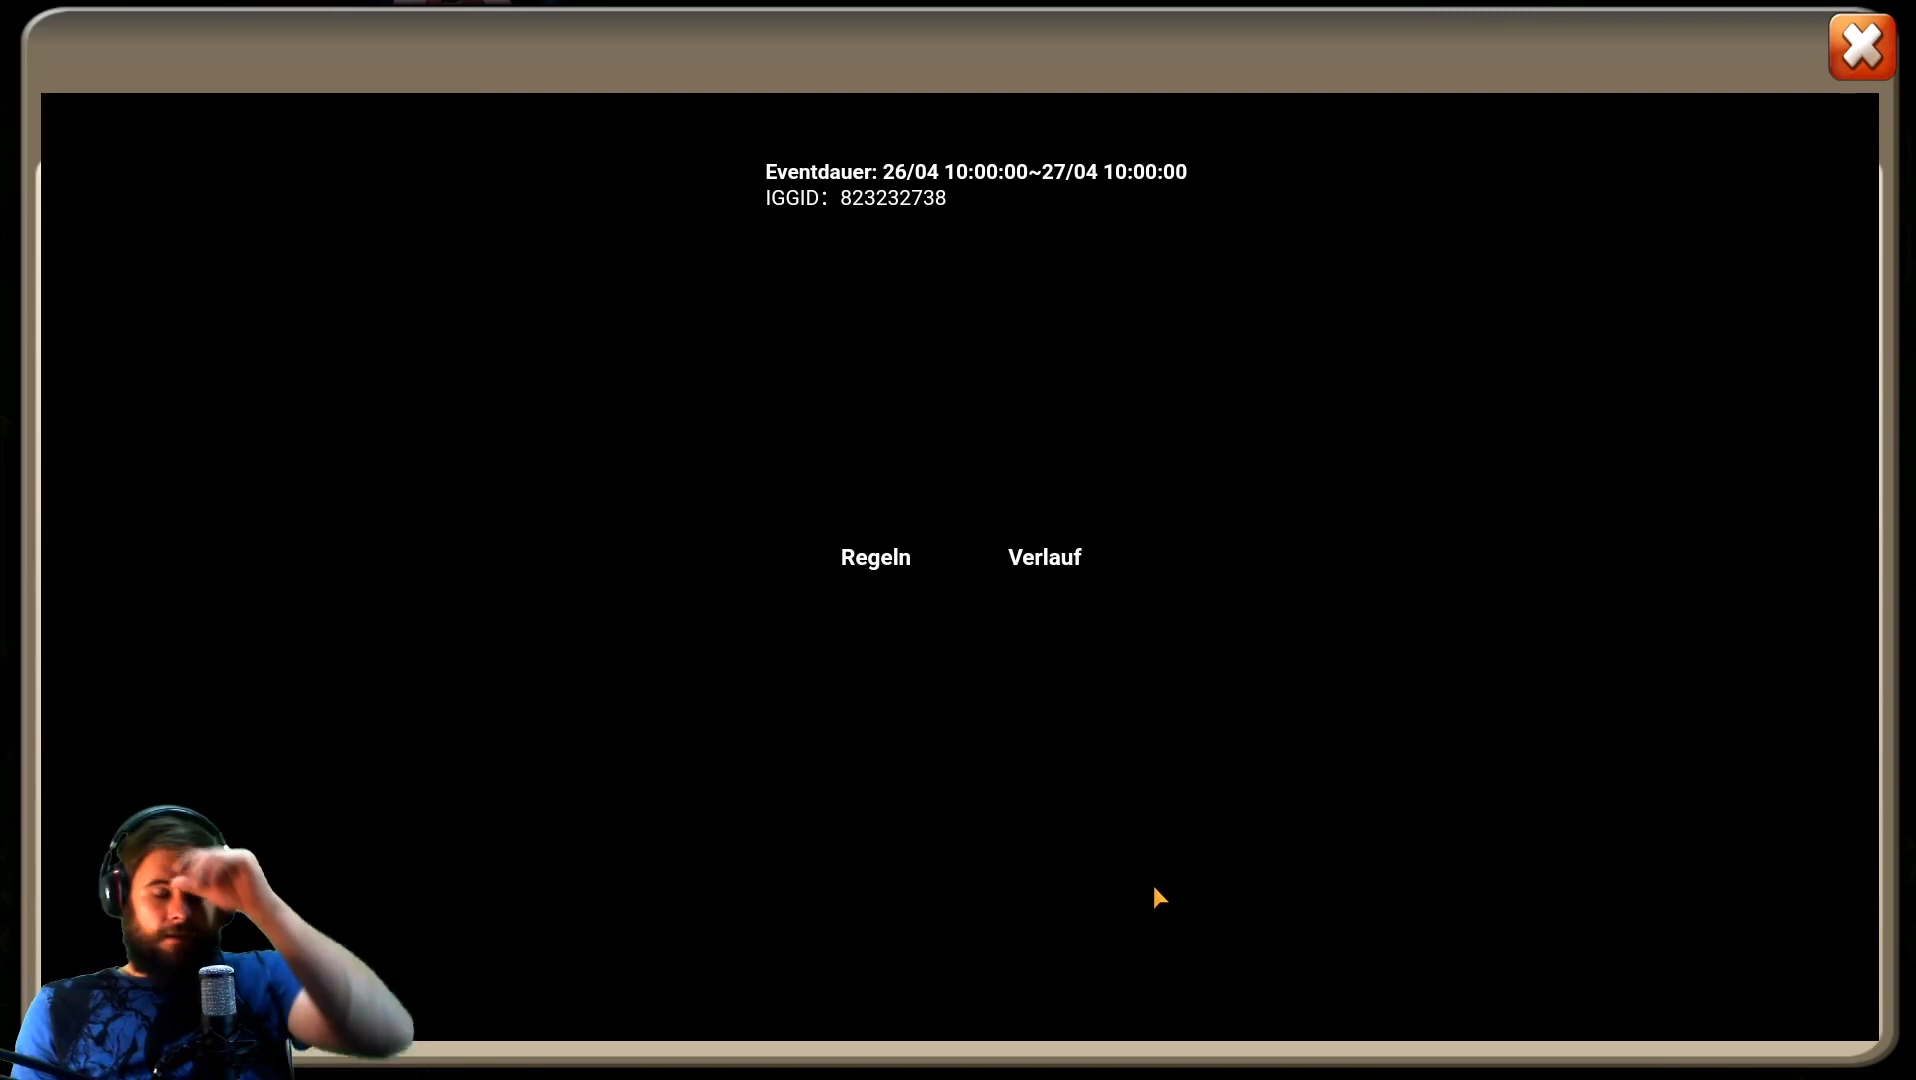 Eventdauer: 26/04 10:00:00~27/04 10:00:00
IGGID：823232738
Regeln Verlauf